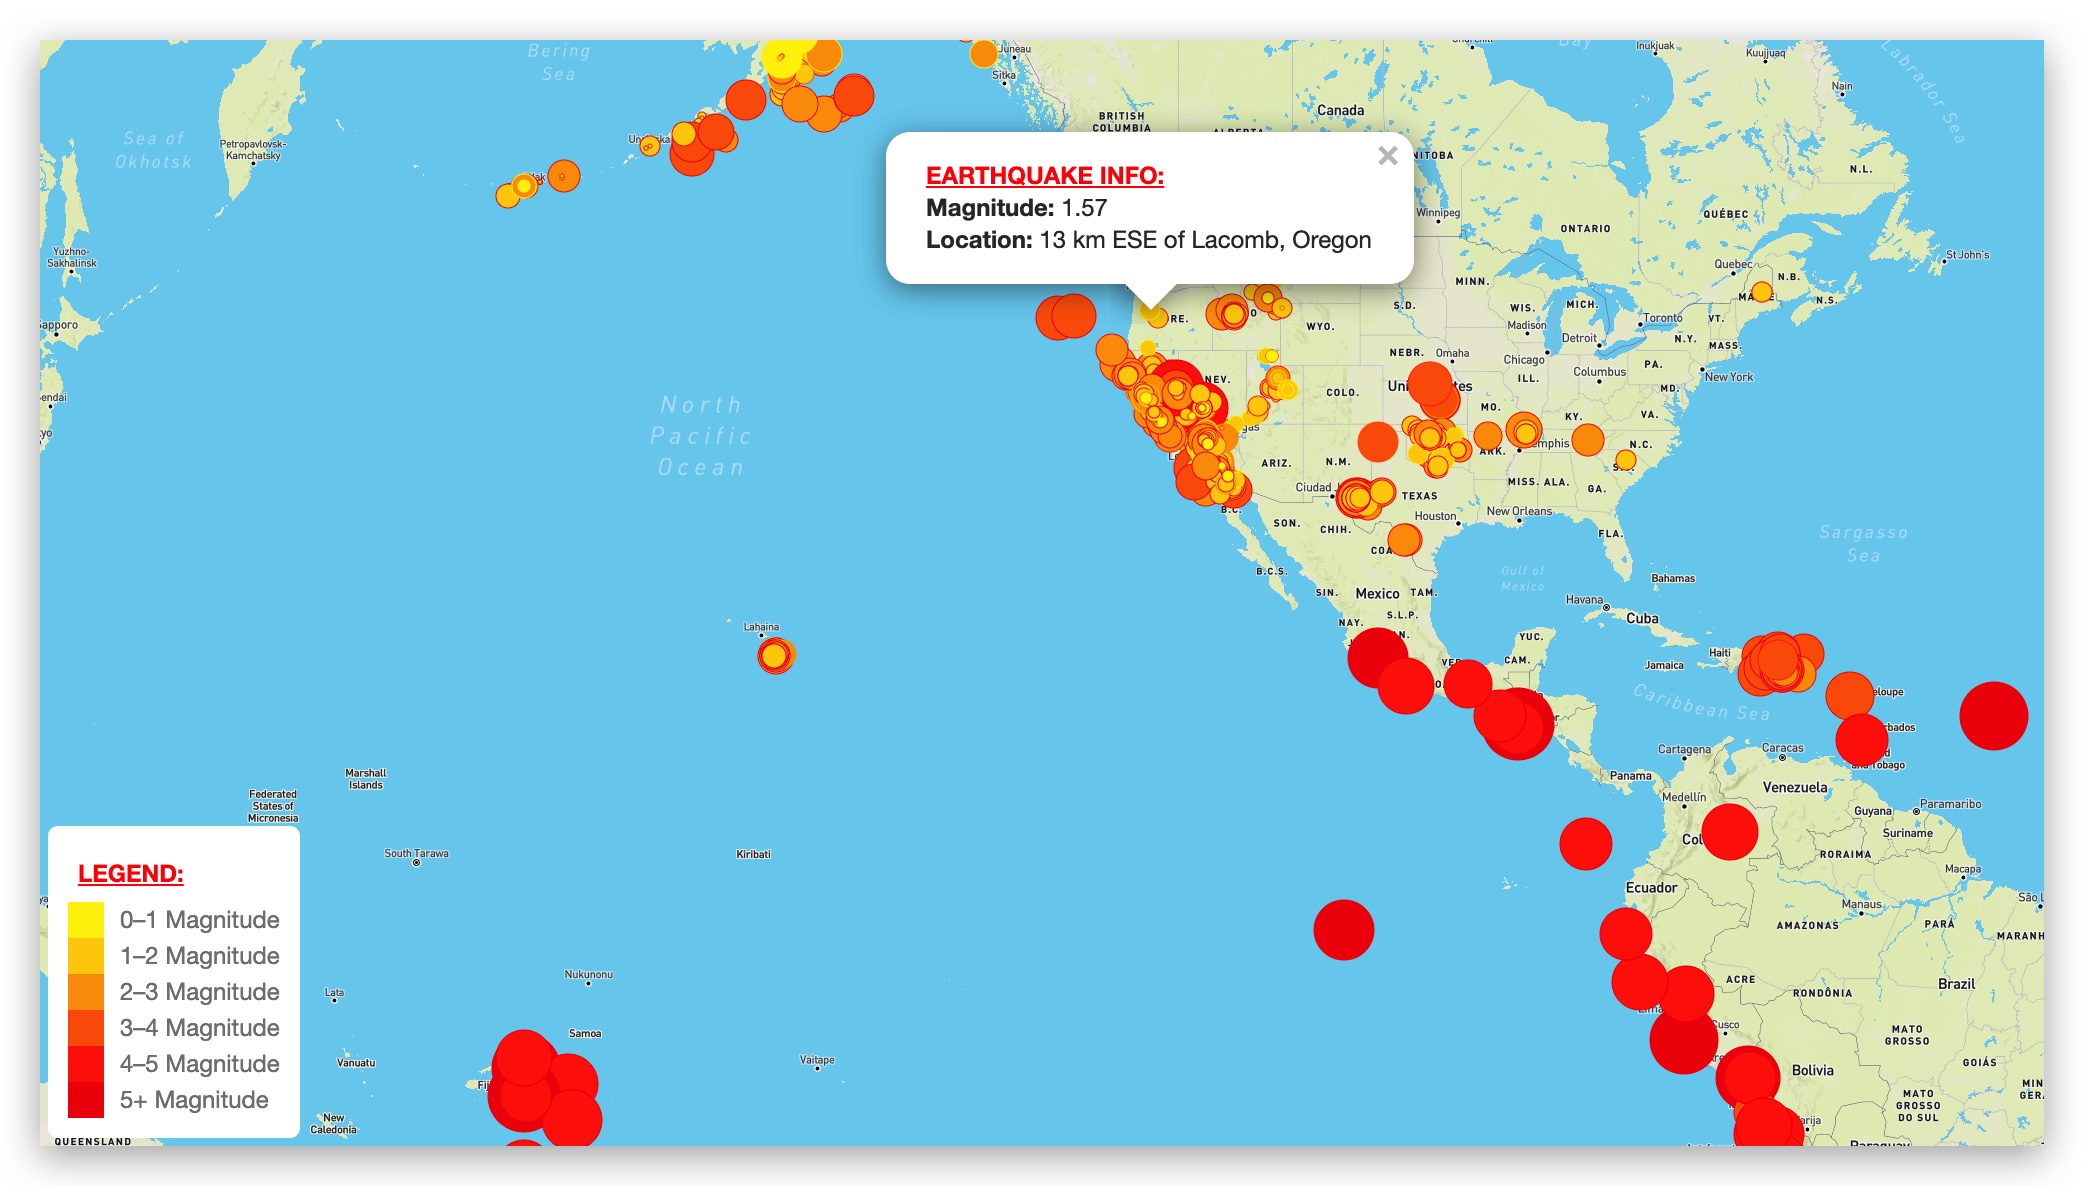 Bering
Sea
Juneau
Sitka
Churchill
Bay
Inukjuak
Kuujjuaq
Nain
Labrador Sea
Canada
BRITISH
COLUMBIA
ALBERTA
Sea of
Okhotsk
Petropavlovsk-
Kamchatsky
EARTHQUAKE INFO:
Magnitude: 1.57
Location: 13 km ESE of Lacomb, Oregon
×
NITOBA
Winnipeg
ONTARIO
QUÉBEC
N.L.
Yuzhno-
Sakhalinsk
St John's
Quebec
N.B.
N.S.
MINN.
S.D.
WIS.
MICH.
Madison
Toronto
VT.
RE.
WYO.
Sapporo
Detroit
N.Y.
MASS.
NEBR.
Omaha
Chicago
PA.
Columbus
New York
NEV.
COLO.
ILL.
MD.
endai
North
Pacific
Ocean
MO.
KY.
VA.
gas
emphis
N.C.
ARK.
ARIZ.
N.M.
MISS.
ALA.
GA.
Ciudad J
TEXAS
B.C.
SON.
CHIH.
Houston
New Orleans
FLA.
COA
Sargasso
Sea
B.C.S.
Gulf of
Mexico
Bahamas
SIN.
Mexico
TAM.
Havana
Cuba
S.L.P.
NAY.
Lahaina
YUC.
CAM.
Haiti
Jamaica
Caribbean Sea
eloupe
rbados
and Tobago
Cartagena
Caracas
Panama
Venezuela
Medellín
Guyana
Paramaribo
Suriname
Col
RORAIMA
Macapa
Marshall
Islands
Federated
States of
Micronesia
South Tarawa
Kiribati
Ecuador
Manaus
São L
AMAZONAS
PARÁ
MARANH
LEGEND:
0–1 Magnitude
1–2 Magnitude
2–3 Magnitude
3–4 Magnitude
4–5 Magnitude
5+ Magnitude
Nukunonu
Lata
ACRE
RONDÔNIA
Brazil
Lima
Cusco
Samoa
Vanuatu
Vaitape
Fij
MATO
GROSSO
GOIÁS
Bolivia
MIN
GER
MATO
GROSSO
DO SUL
New
Caledonia
arija
QUEENSLAND
Paraguay